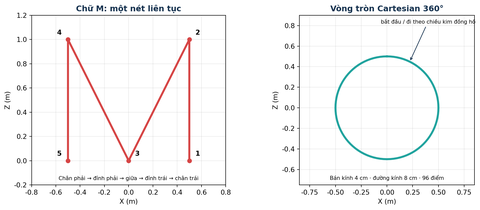 Chữ M: một nét liên tục
1.2
1.0
0.8
0.6
0.4
0.2
0.0
-0.2
Z (m)
4
2
5
3
1
Chân phải → đỉnh phải → giữa → đỉnh trái → chân trái
-0.8 -0.6 -0.4 -0.2 0.0 0.2 0.4 0.6 0.8
X (m)
Vòng tròn Cartesian 360°
bắt đầu / đi theo chiều kim đồng hồ
0.8
0.6
0.4
0.2
0.0
-0.2
-0.4
-0.6
Z (m)
Bán kính 4 cm · đường kính 8 cm · 96 điểm
-0.75 -0.50 -0.25 0.00 0.25 0.50 0.75
X (m)